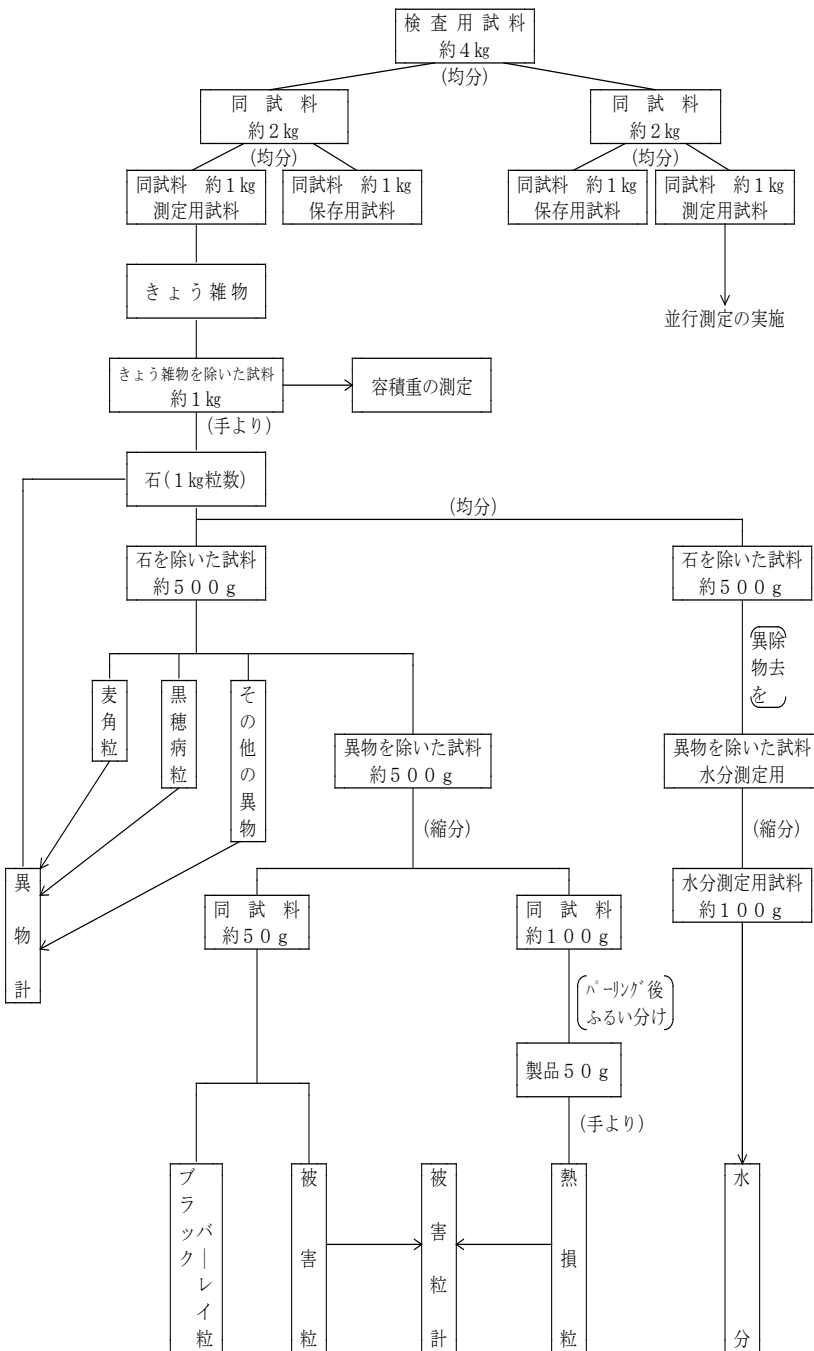 検査用試料
約４㎏
(均分)
同試料
約２㎏
同試料
約２㎏
(均分)
(均分)
同試料　約１㎏
測定用試料
同試料　約１㎏
保存用試料
同試料　約１㎏
保存用試料
同試料　約１㎏
測定用試料
きょう雑物
並行測定の実施
きょう雑物を除いた試料
約１㎏
容積重の測定
(手より)
石(１㎏粒数)
(均分)
石を除いた試料
約５００ｇ
石を除いた試料
約５００ｇ
異物を
除去
麦角粒
黒穂病粒
その他の異物
異物を除いた試料
約５００ｇ
異物を除いた試料
水分測定用
(縮分)
(縮分)
異物計
同試料
約50ｇ
同試料
約100ｇ
水分測定用試料
約１００ｇ
パーリング後
ふるい分け
製品５０ｇ
(手より)
ブラック
バーレイ粒
被害粒
被害粒計
熱損粒
水分